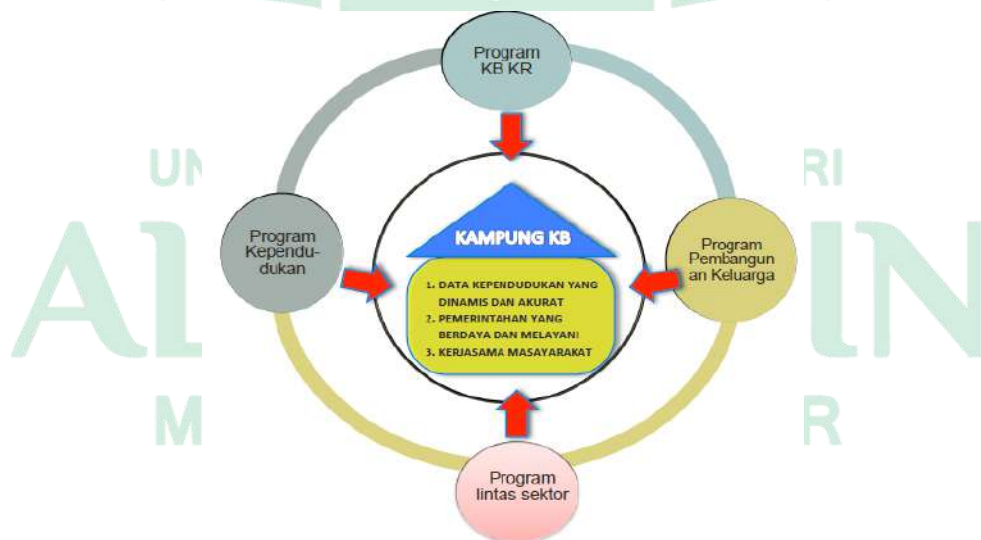 Program
KB KR
Program
Kependu-
dukan
KAMPUNG KB
1. DATA KEPENDUDUKAN YANG
DINAMIS DAN AKURAT
2. PEMERINTAHAN YANG
BERDAYA DAN MELAYANI
3. KERJASAMA MASAYARAKAT
Program
Pembangun
an Keluarga
Program
lintas sektor